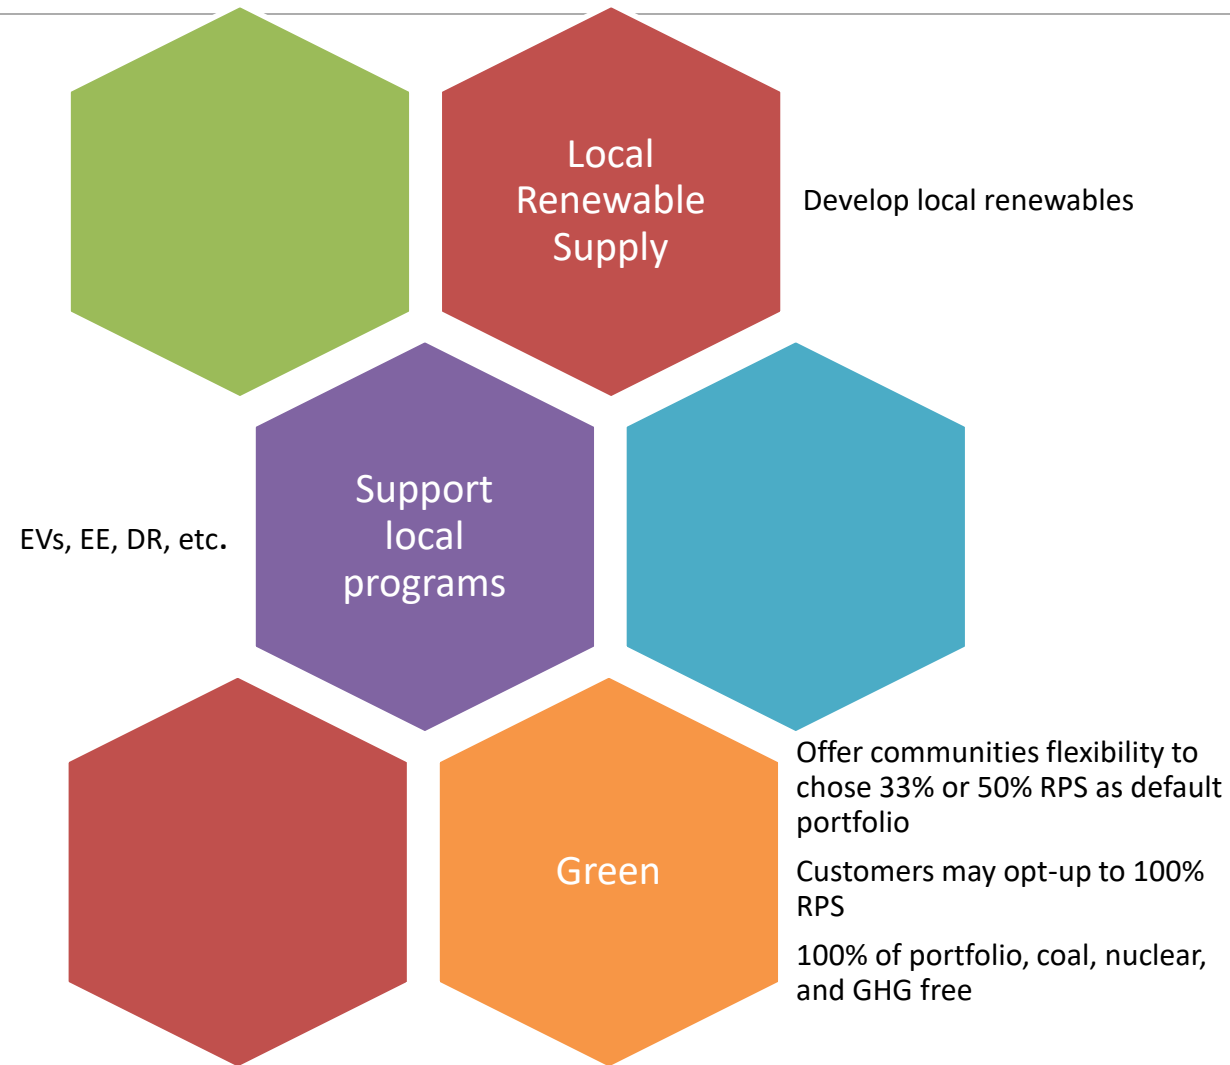 Local
Renewable
Supply
Develop local renewables
Support
local
programs
EVs, EE, DR, etc.
Green
Offer communities flexibility to
chose 33% or 50% RPS as default
portfolio
Customers may opt-up to 100%
RPS
100% of portfolio, coal, nuclear,
and GHG free